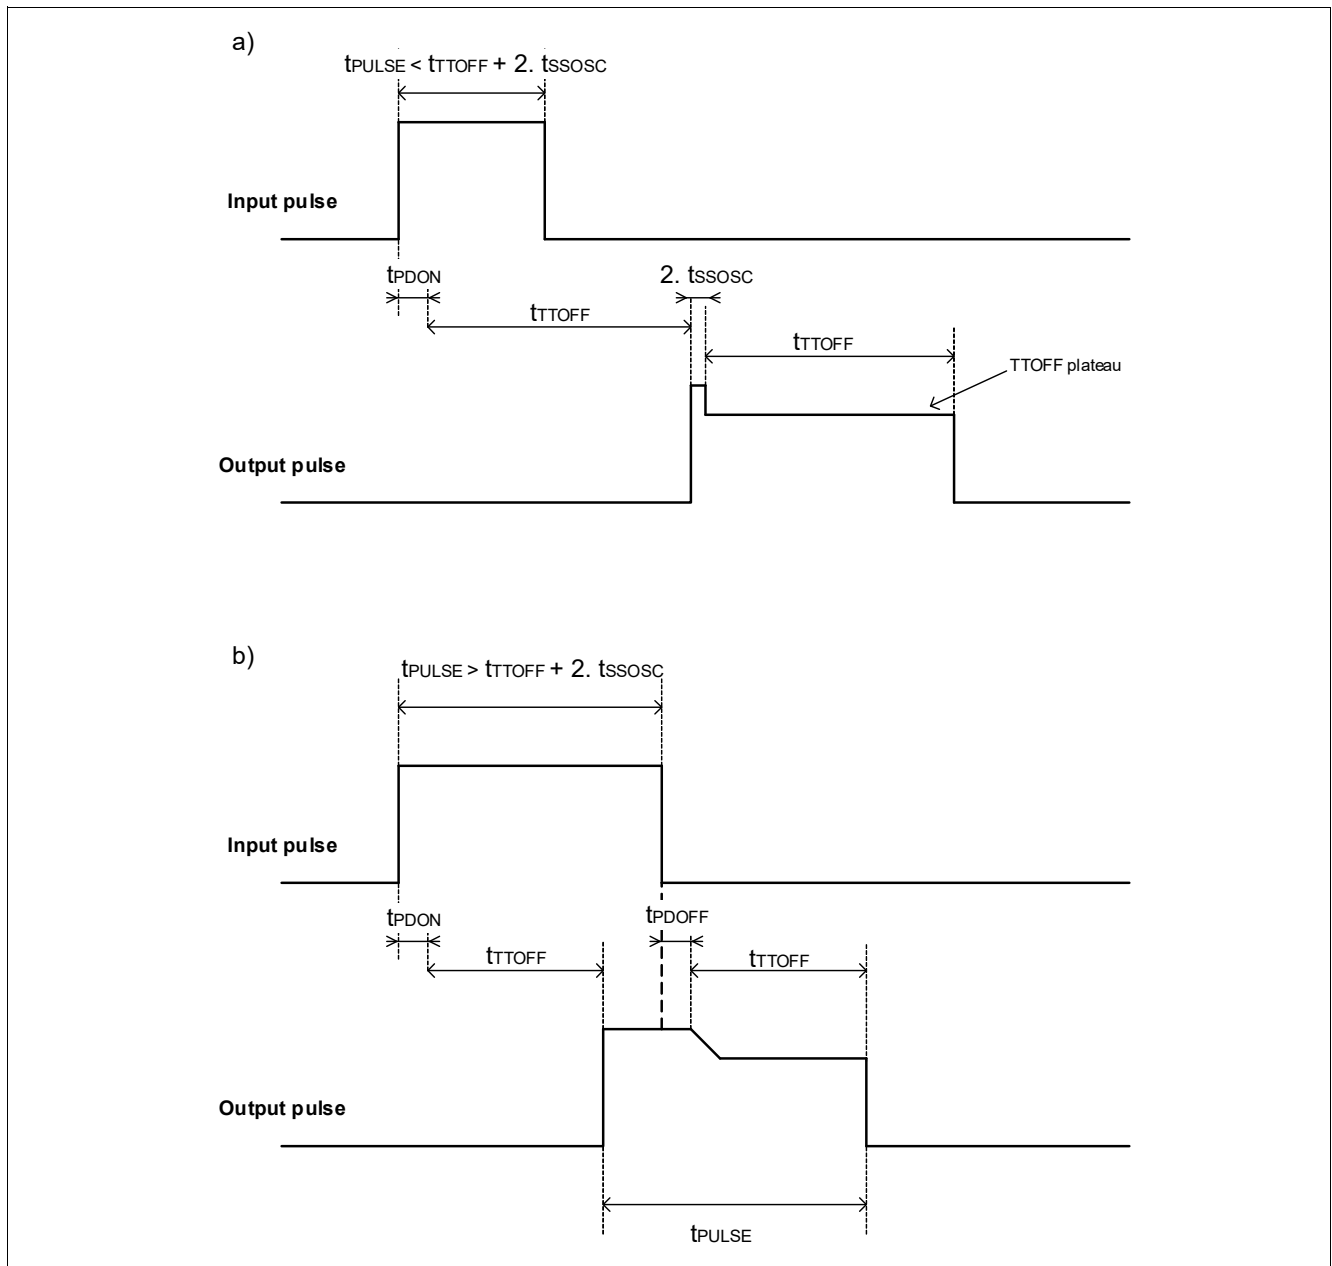 a)
tPULSE < tTTOFF + 2. tSSOSC
Input pulse
tPDON
2. tSSOSC
tTTOFF
tTTOFF
TTOFF plateau
Output pulse
b)
tPULSE > tTTOFF + 2. tSSOSC
Input pulse
tPDON
tPDOFF
tTTOFF
tTTOFF
Output pulse
tPULSE